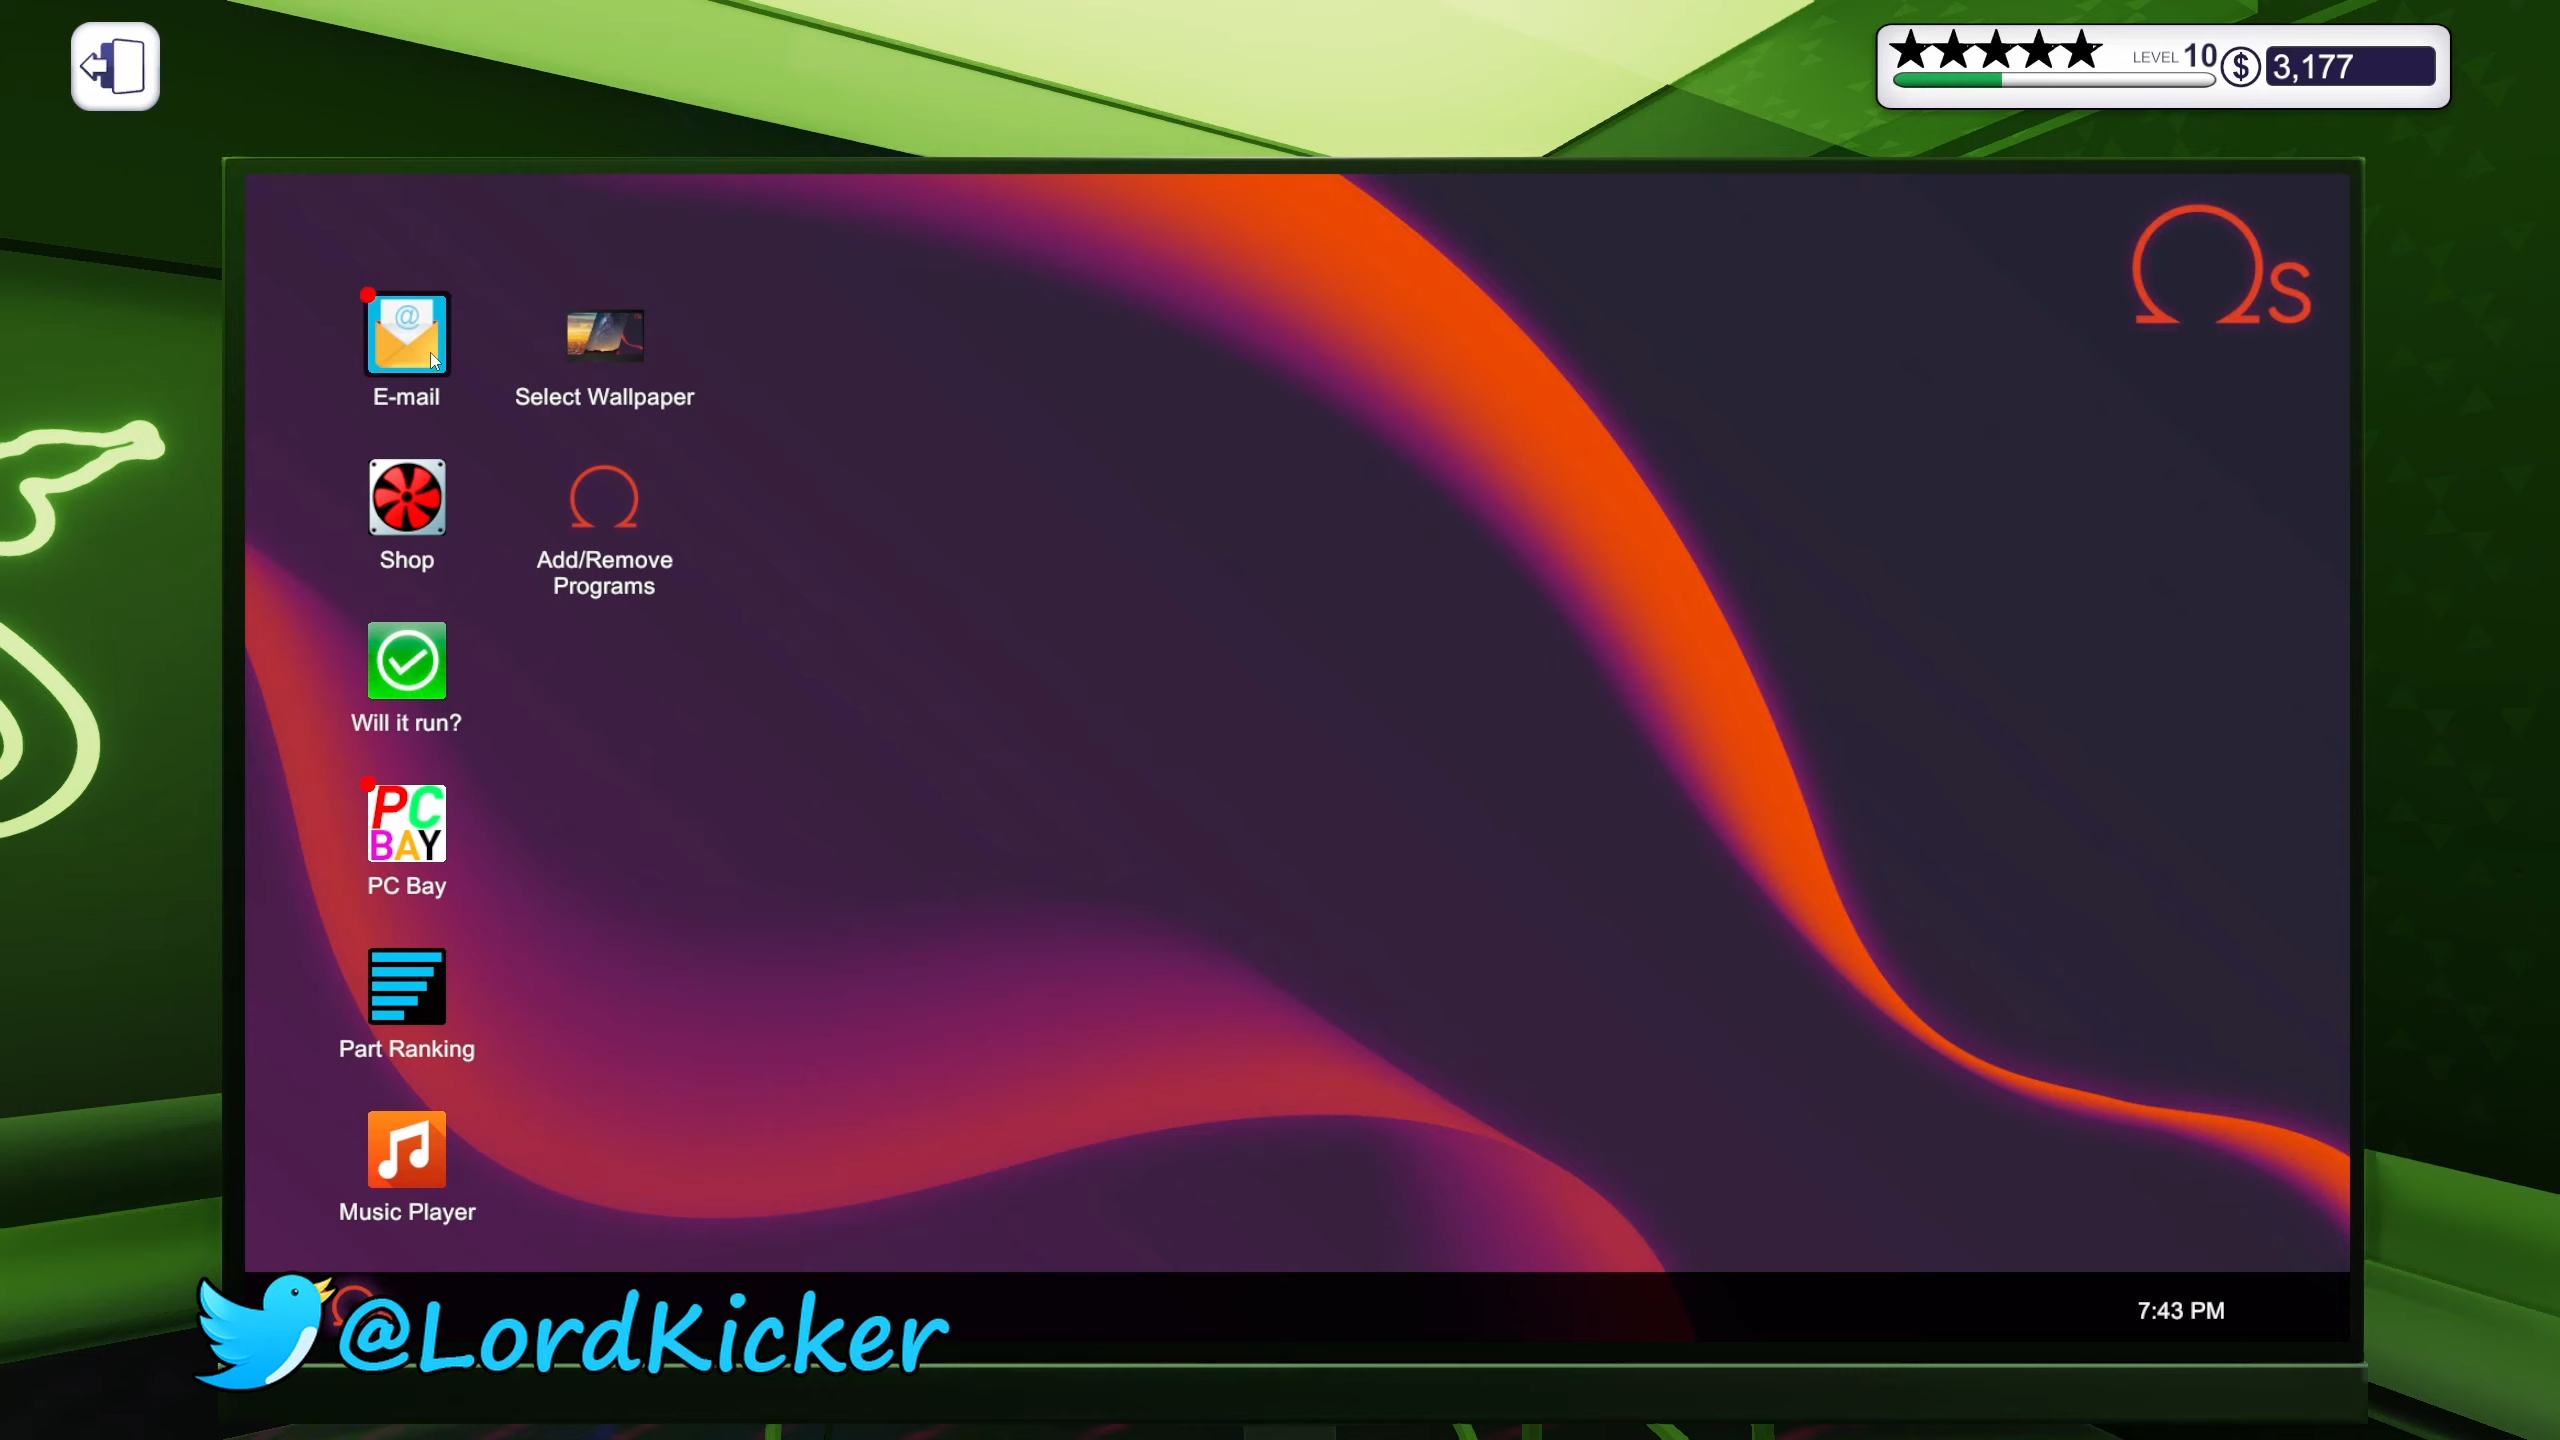 LEVEL 10
$ 3,177
Ωs
@
E-mail
Select Wallpaper
Shop
Add/Remove
Programs
Will it run?
PC
BAY
PC Bay
Part Ranking
Music Player
@LordKicker
7:43 PM